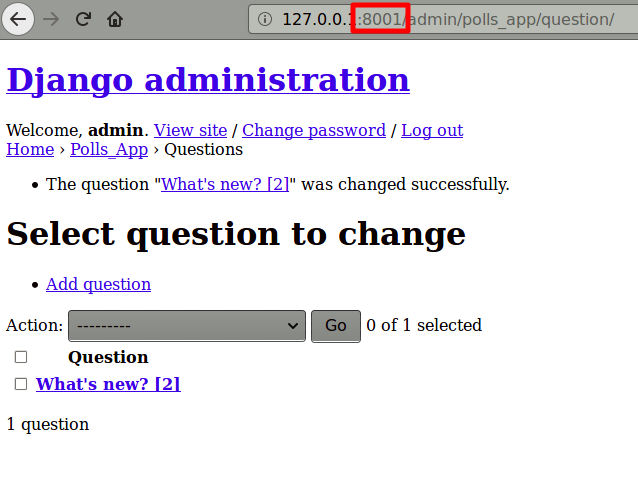 127.0.0.1:8001/admin/polls_app/question/
Django administration
Welcome, admin. View site / Change password / Log out
Home › Polls_App › Questions
The question "What's new? [2]" was changed successfully.
Select question to change
Add question
Action: --------- Go 0 of 1 selected
Question
What's new? [2]
1 question